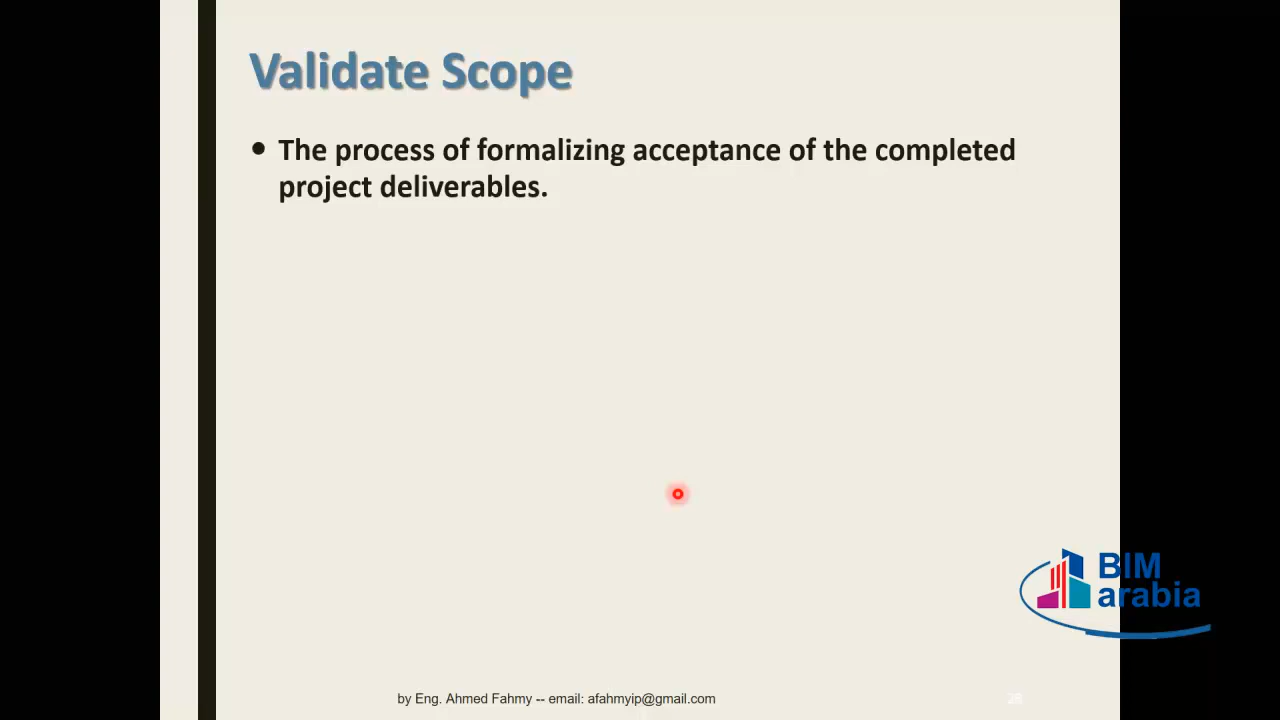 Validate Scope
• The process of formalizing acceptance of the completed
project deliverables.
BIM
arabia
by Eng. Ahmed Fahmy -- email: afahmyip@gmail.com